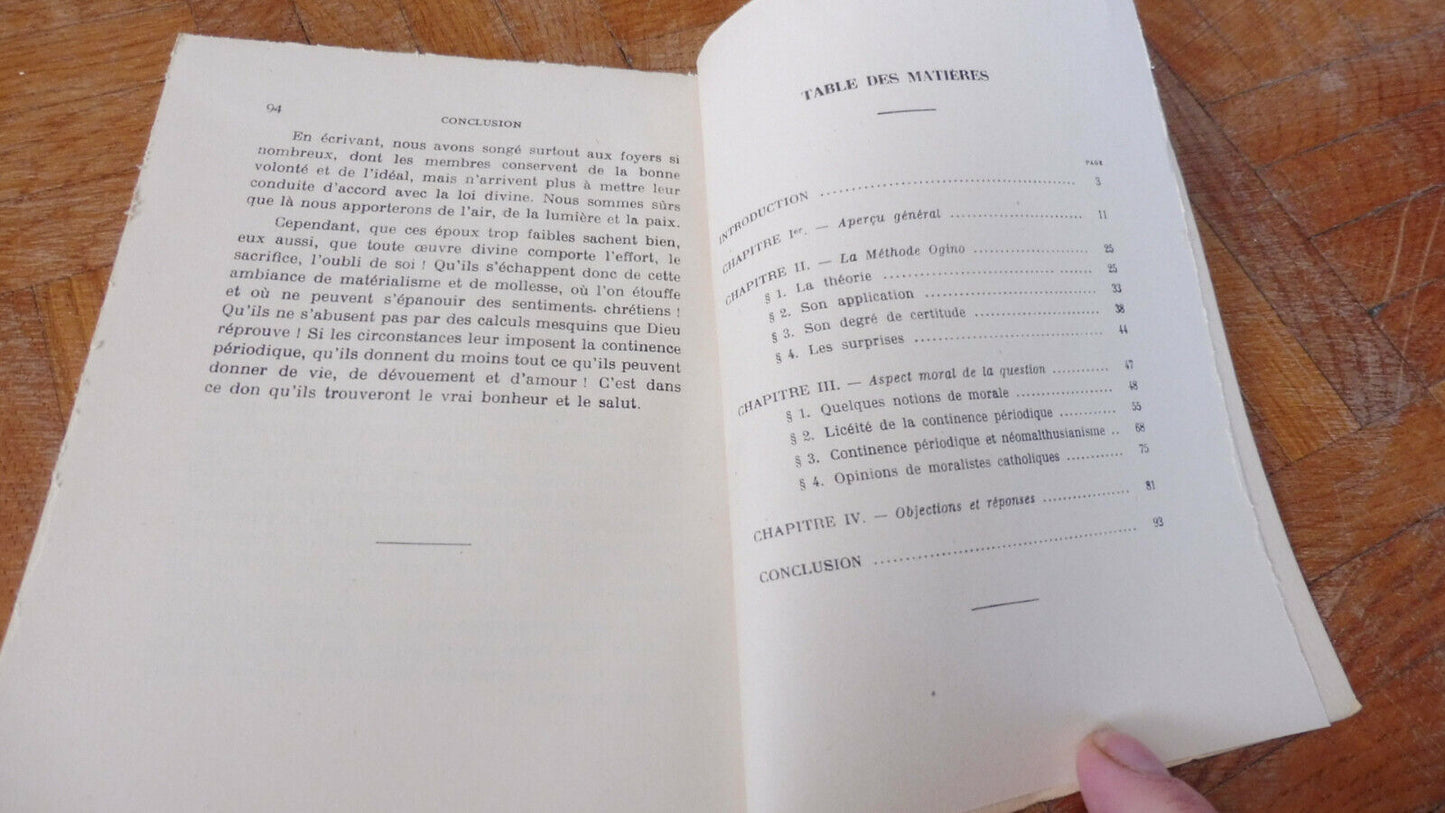 94
CONCLUSION
En écrivant, nous avons songé surtout aux foyers si
nombreux, dont les membres conservent de la bonne
volonté et de l'idéal, mais n'arrivent plus à mettre leur
conduite d'accord avec la loi divine. Nous sommes sûrs
que là nous apporterons de l'air, de la lumière et la paix.
Cependant, que ces époux trop faibles sachent bien,
eux aussi, que toute œuvre divine comporte l'effort, le
sacrifice, l'oubli de soi ! Qu'ils s'échappent donc de cette
ambiance de matérialisme et de mollesse, où l'on étouffe
et où ne peuvent s'épanouir des sentiments. chrétiens !
Qu'ils ne s'abusent pas par des calculs mesquins que Dieu
réprouve ! Si les circonstances leur imposent la continence
périodique, qu'ils donnent du moins tout ce qu'ils peuvent
donner de vie, de dévouement et d'amour ! C'est dans
ce don qu'ils trouveront le vrai bonheur et le salut.
TABLE DES MATIÈRES
PAGE
INTRODUCTION .......... 3
CHAPITRE Ier. — Aperçu général .......... 11
CHAPITRE II. — La Méthode Ogino .......... 25
§ 1. La théorie .......... 25
§ 2. Son application .......... 33
§ 3. Son degré de certitude .......... 38
§ 4. Les surprises .......... 44
CHAPITRE III. — Aspect moral de la question .......... 47
§ 1. Quelques notions de morale .......... 48
§ 2. Licéité de la continence périodique .......... 55
§ 3. Continence périodique et néomalthusianisme .. 68
§ 4. Opinions de moralistes catholiques .......... 75
CHAPITRE IV. — Objections et réponses .......... 81
CONCLUSION .......... 93